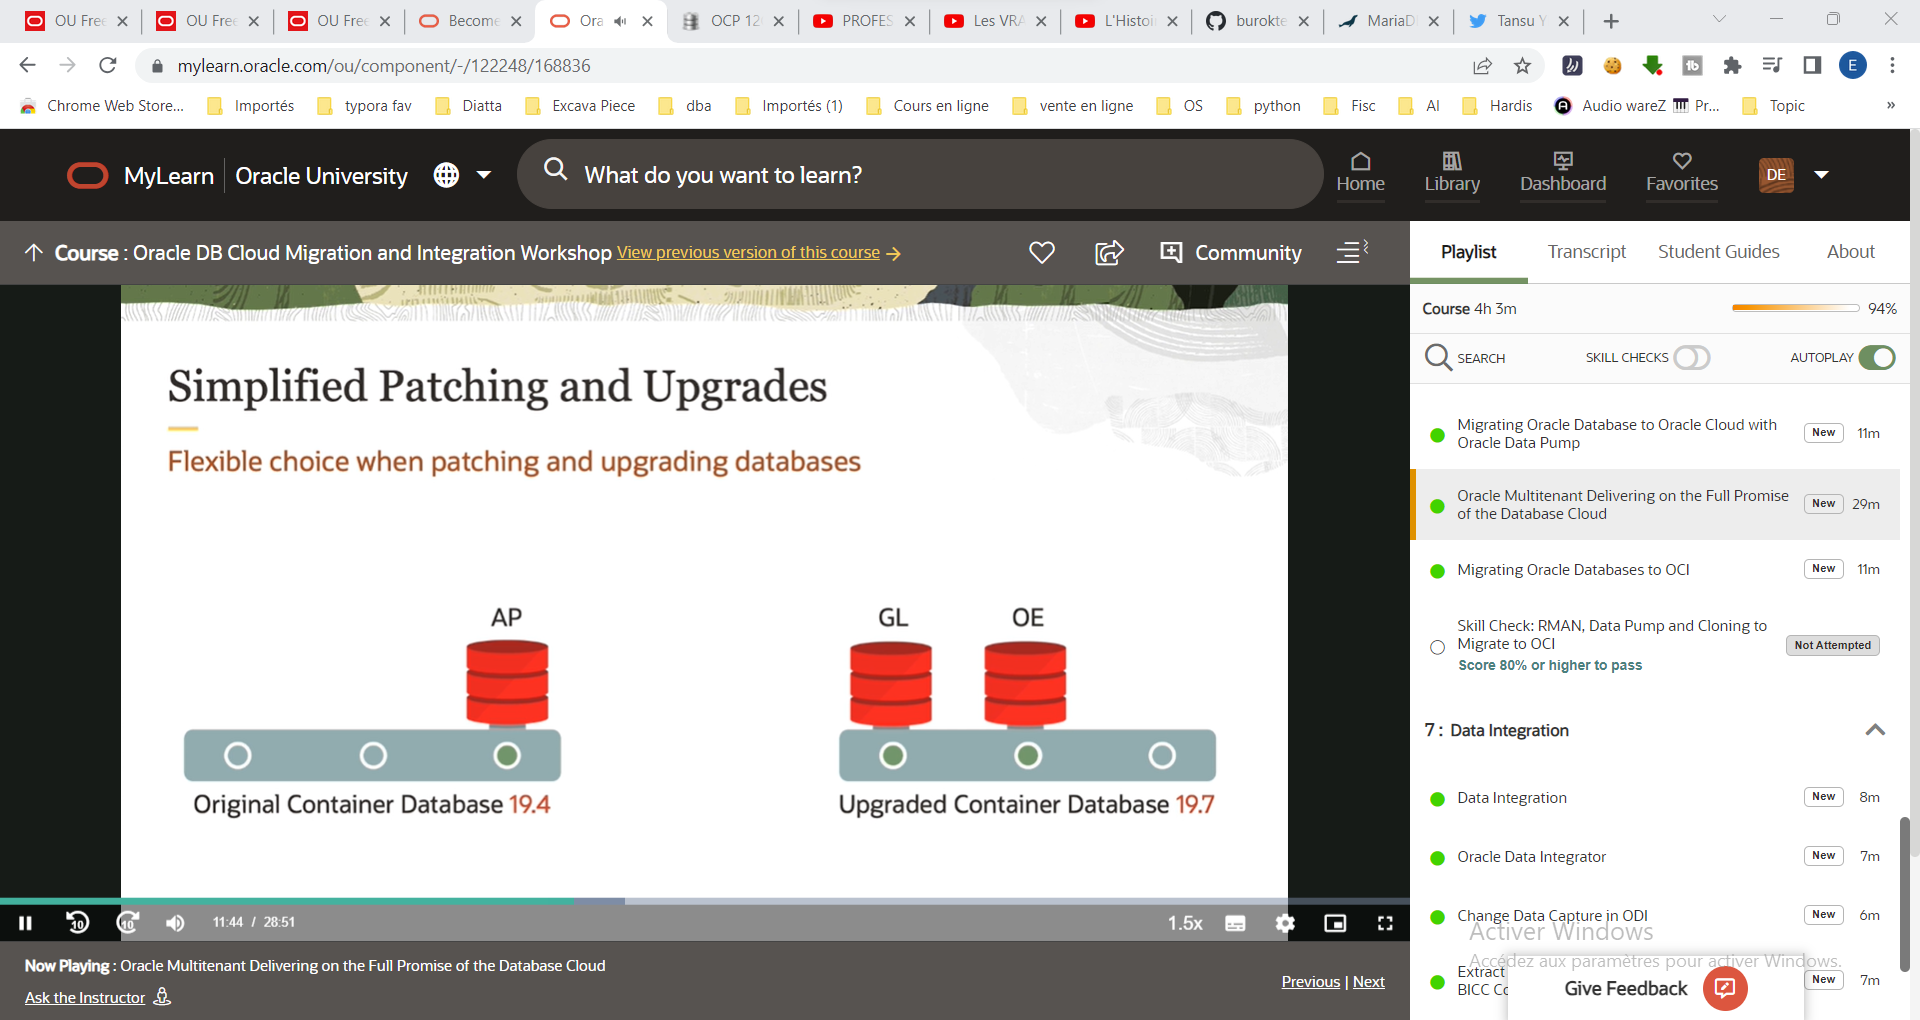 OU Fre
OU Fre
OU Fre
Become
Ora
OCP 12
PROFES
Les VRA
L'Histoi
burokte
MariaD
Tansu Y
mylearn.oracle.com/ou/component/-/122248/168836
E
Chrome Web Store...
Importés
typora fav
Diatta
Excava Piece
dba
Importés (1)
Cours en ligne
vente en ligne
OS
python
Fisc
AI
Hardis
Audio wareZ
Pr...
Topic
»
MyLearn
Oracle University
What do you want to learn?
Home
Library
Dashboard
Favorites
DE
Course : Oracle DB Cloud Migration and Integration Workshop View previous version of this course
Community
Simplified Patching and Upgrades
Flexible choice when patching and upgrading databases
AP
GL
OE
Original Container Database 19.4
Upgraded Container Database 19.7
10
10
11:44 / 28:51
1.5x
Now Playing : Oracle Multitenant Delivering on the Full Promise of the Database Cloud
Ask the Instructor
Previous | Next
Playlist
Transcript
Student Guides
About
Course 4h 3m
94%
SEARCH
SKILL CHECKS
AUTOPLAY
Migrating Oracle Database to Oracle Cloud with
Oracle Data Pump
New
11m
Oracle Multitenant Delivering on the Full Promise
of the Database Cloud
New
29m
Migrating Oracle Databases to OCI
New
11m
Skill Check: RMAN, Data Pump and Cloning to
Migrate to OCI
Score 80% or higher to pass
Not Attempted
7 : Data Integration
Data Integration
New
8m
Oracle Data Integrator
New
7m
Change Data Capture in ODI
New
6m
Activer Windows
Accédez aux paramètres pour activer Windows.
Extract
BICC Co
New
7m
Give Feedback